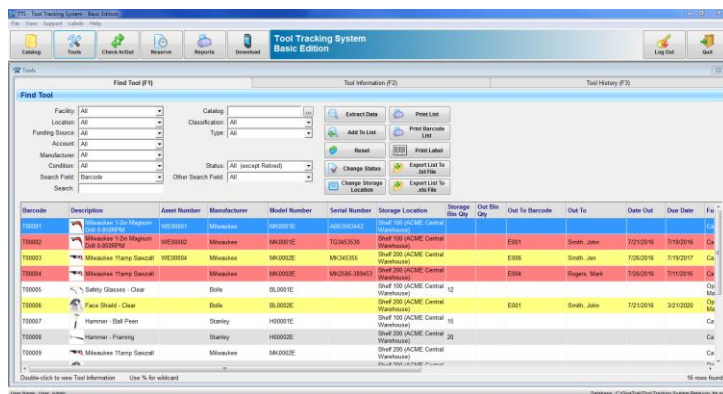 TTS - Tool Tracking System - Basic Edition
File View Support Labels Help
Catalog
Tools
Check In/Out
Reserve
Reports
Download
Tool Tracking System
Basic Edition
Log Out
Quit
Tools
Find Tool (F1)
Tool Information (F2)
Tool History (F3)
Find Tool
Facility: All
Location: All
Funding Source: All
Account: All
Manufacturer: All
Condition: All
Search Field: Barcode
Search:
Catalog:
Classification: All
Type: All
Status: All (except Retired)
Other Search Field: All
Extract Data
Add To List
Reset
Change Status
Change Storage
Location
Print List
Print Barcode
List
Print Label
Export List To
.txt File
Export List To
.xls File
Barcode Description Asset Number Manufacturer Model Number Serial Number Storage Location Storage Bin Qty Out Bin Qty Out To Barcode Out To Date Out Due Date
T00001 Milwaukee 1-2in Magnum Drill 0-850RPM WE00001 Milwaukee MK0001E Shelf 100 (ACME Central Warehouse) Ca
T00002 Milwaukee 1-2in Magnum Drill 0-850RPM WE00002 Milwaukee MK0001E TG3453530 Shelf 100 (ACME Central Warehouse) E001 Smith, John 7/21/2016 7/19/2016 Ca
T00003 Milwaukee 11amp Sawzall WE00004 Milwaukee MK0002E MK345355 Shelf 200 (ACME Central Warehouse) E006 Smith, Jen 7/26/2016 7/19/2017 Ca
T00004 Milwaukee 11amp Sawzall Milwaukee MK0002E MK2586-389453 Shelf 200 (ACME Central Warehouse) E004 Rogers, Mark 7/26/2016 7/11/2016 Ca
T00005 Safety Glasses - Clear Bolle BL0001E Shelf 100 (ACME Central Warehouse) 12 Op
T00006 Face Shield - Clear Bolle BL0002E Shelf 200 (ACME Central Warehouse) E001 Smith, John 7/21/2016 3/21/2020 Op
T00007 Hammer - Ball Peen Stanley H00001E Shelf 100 (ACME Central Warehouse) 15 Ca
T00008 Hammer - Framing Stanley H00002E Shelf 200 (ACME Central Warehouse) 20 Ca
T00009 Milwaukee 11amp Sawzall Milwaukee MK0002E Shelf 200 (ACME Central Warehouse) Ca
Double-click to view Tool Information Use % for wildcard
16 rows found
User Name: User, Admin